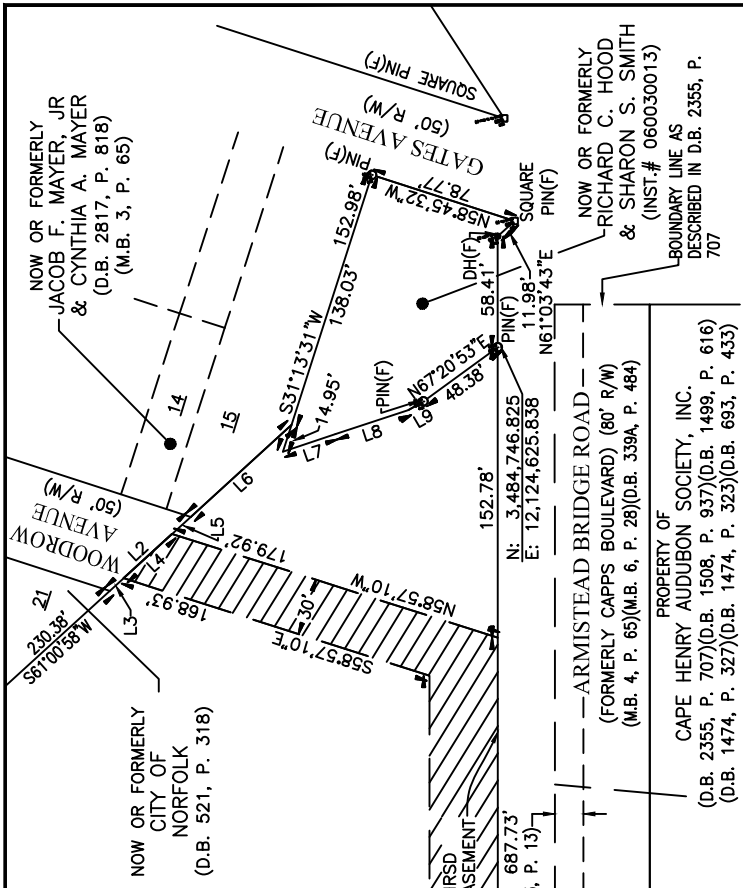 NOW OR FORMERLY
JACOB F. MAYER, JR
& CYNTHIA A. MAYER
(D.B. 2817, P. 818)
(M.B. 3, P. 65)
SQUARE PIN(F)
GATES AVENUE
(50' R/W)
PIN(F)
N58°45'32"W
78.77'
SQUARE
PIN(F)
152.98'
138.03'
S31°13'31"W
14.95'
14
15
WOODROW
AVENUE
(50' R/W)
21
230.38'
S61°00'58"W
L2
L3
L4
L5
L6
L7
L8
L9
PIN(F)
N67°20'53"E
48.38'
DH(F)
58.41'
11.98'
N61°03'43"E
PIN(F)
NOW OR FORMERLY
RICHARD C. HOOD
& SHARON S. SMITH
(INST.# 060030013)
BOUNDARY LINE AS
DESCRIBED IN D.B. 2355, P.
707
179.92'
N58°57'10"W
168.93'
S58°57'10"E
30'
152.78'
N: 3,484,746.825
E: 12,124,625.838
NOW OR FORMERLY
CITY OF
NORFOLK
(D.B. 521, P. 318)
HRSD
EASEMENT
687.73'
, P. 13)
ARMISTEAD BRIDGE ROAD
(FORMERLY CAPPS BOULEVARD) (80' R/W)
(M.B. 4, P. 65)(M.B. 6, P. 28)(D.B. 339A, P. 484)
PROPERTY OF
CAPE HENRY AUDUBON SOCIETY, INC.
(D.B. 2355, P. 707)(D.B. 1508, P. 937)(D.B. 1499, P. 616)
(D.B. 1474, P. 327)(D.B. 1474, P. 323)(D.B. 693, P. 433)